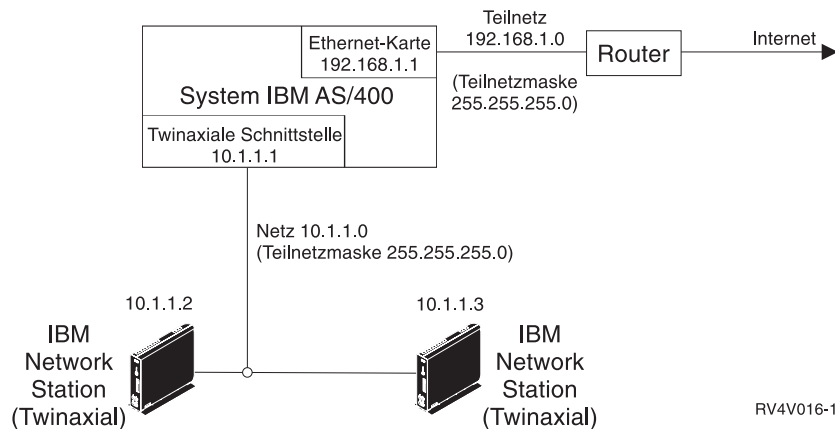 Ethernet-Karte
192.168.1.1
System IBM AS/400
Twinaxiale Schnittstelle
10.1.1.1
Teilnetz
192.168.1.0
(Teilnetzmaske
255.255.255.0)
Router
Internet
Netz 10.1.1.0
(Teilnetzmaske 255.255.255.0)
10.1.1.2
IBM
Network
Station
(Twinaxial)
10.1.1.3
IBM
Network
Station
(Twinaxial)
RV4V016-1